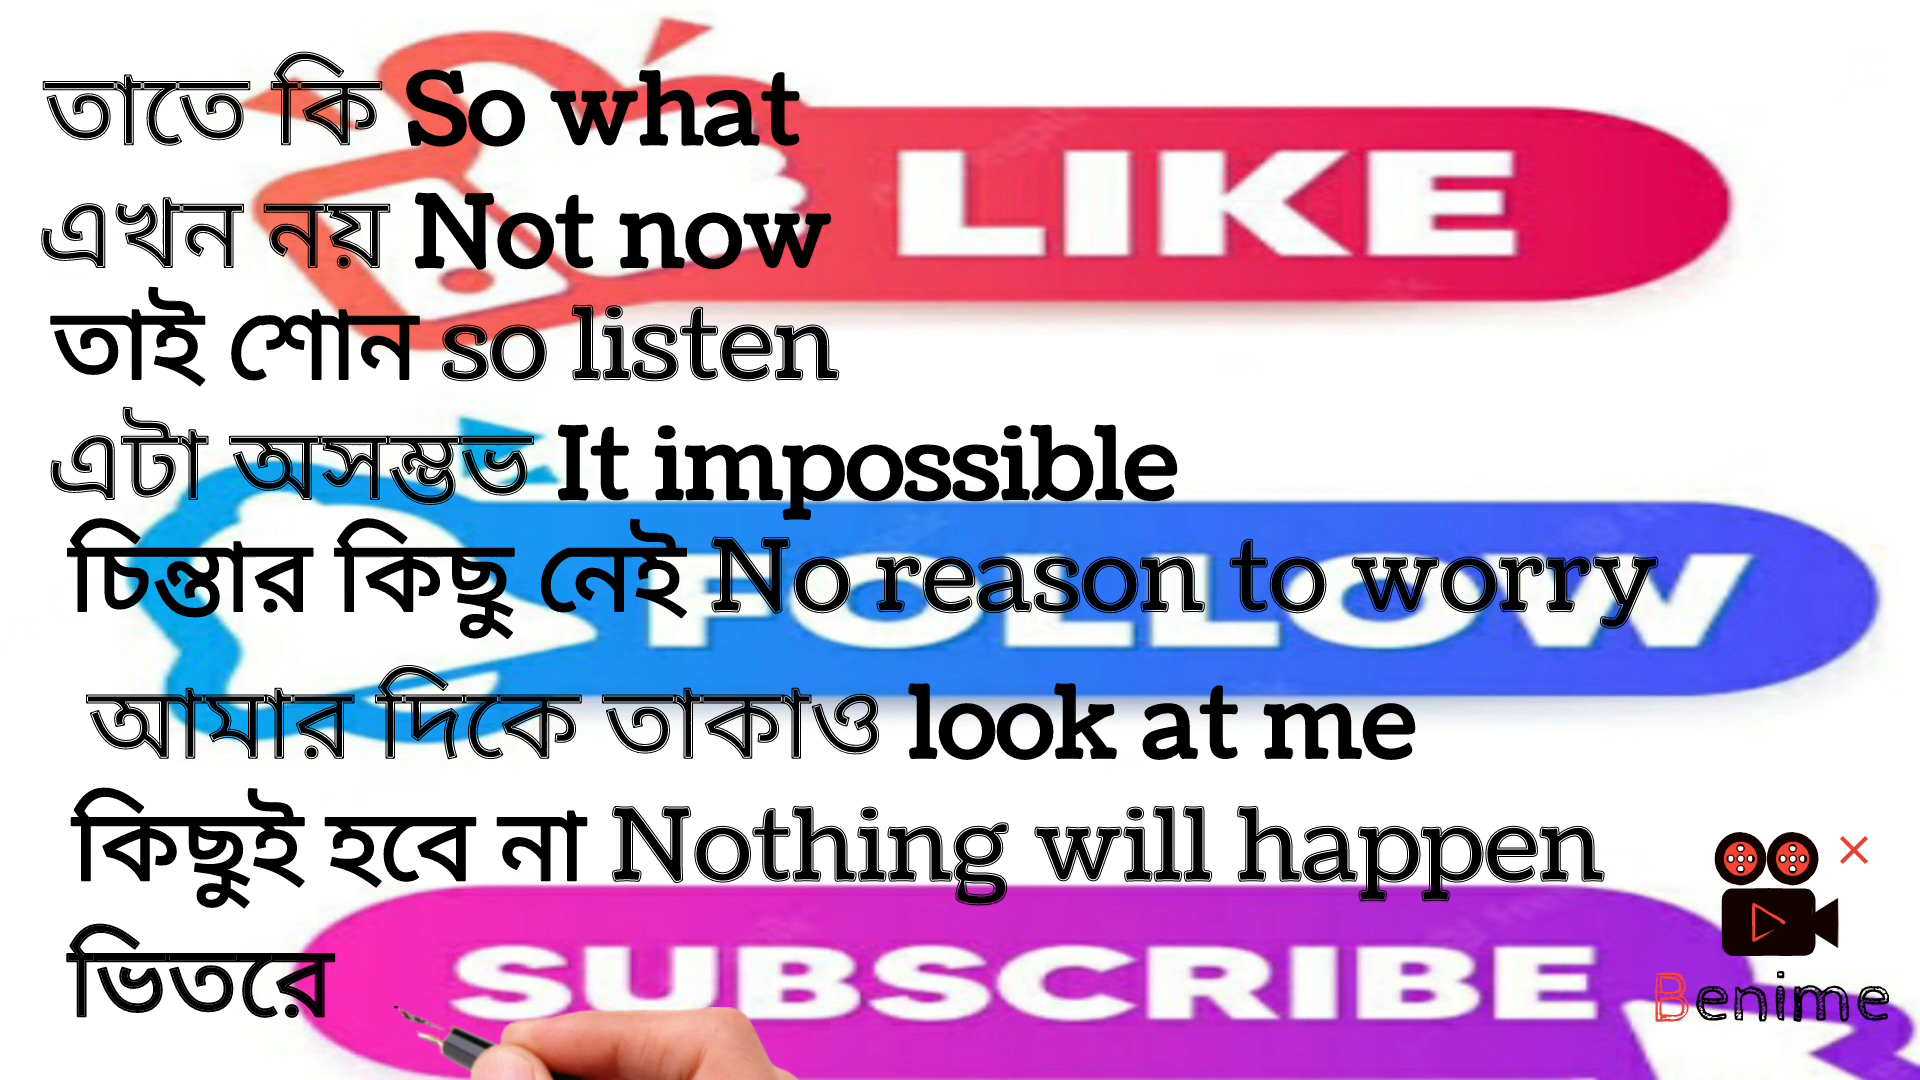 তাতে কি So what
LIKE
এখন নয় Not now
তাই শোন so listen
এটা অসম্ভভ It impossible
FOLLOW
চিন্তার কিছু নেই No reason to worry
আমার দিকে তাকাও look at me
কিছুই হবে না Nothing will happen
ভিতরে
SUBSCRIBE
Benime